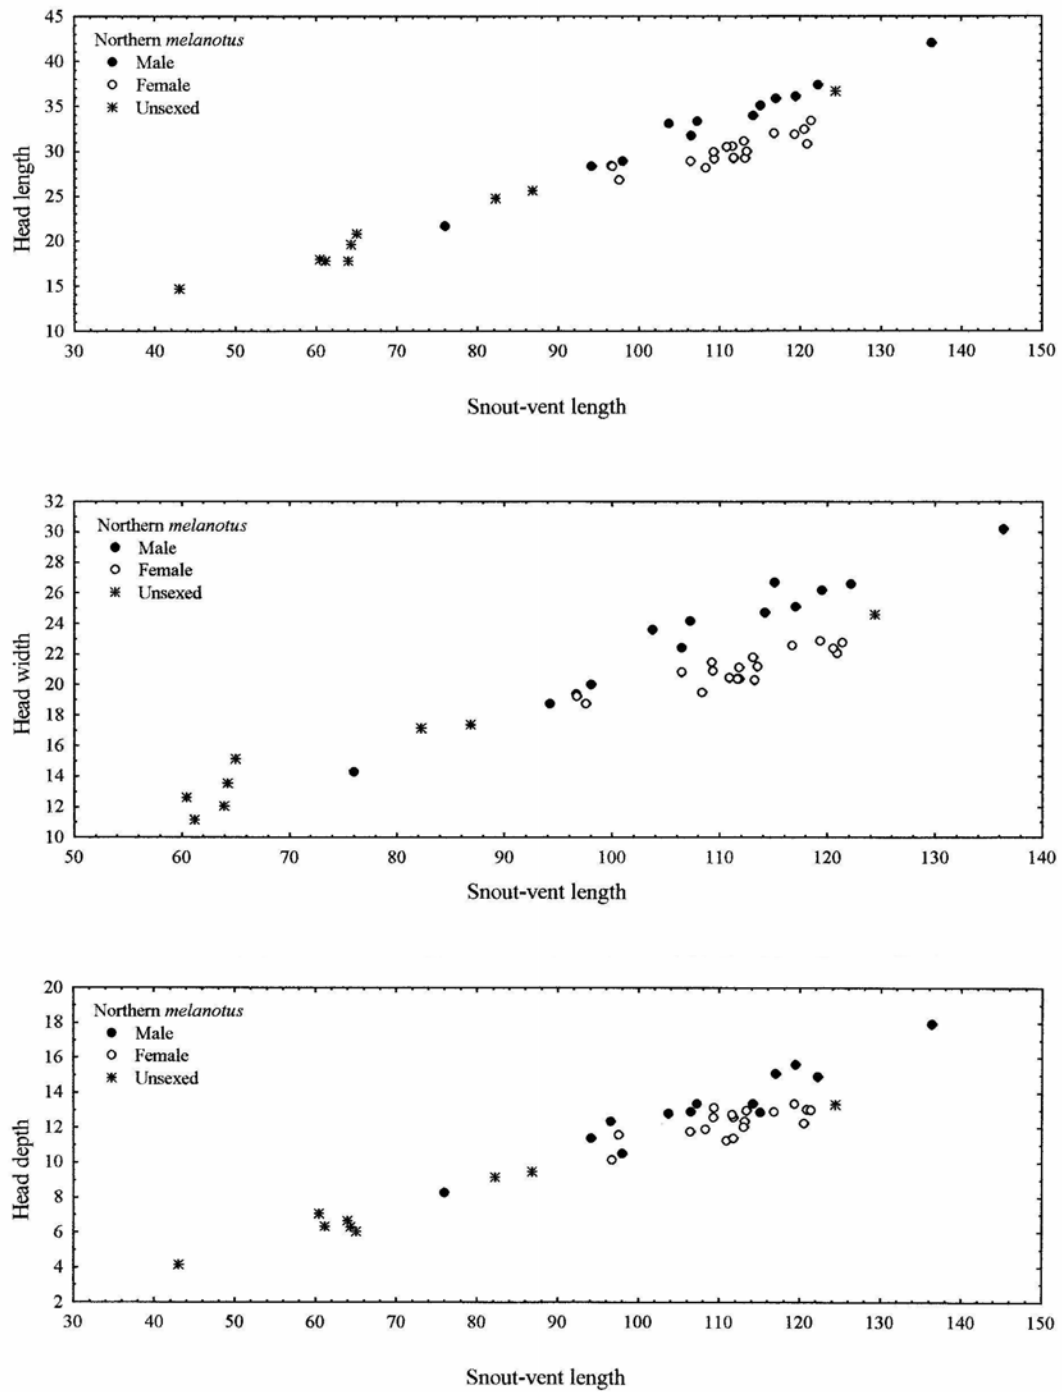 45
40
35
30
25
20
15
10
Head length
Northern melanotus
Male
Female
Unsexed
30 40 50 60 70 80 90 100 110 120 130 140 150
Snout-vent length
32
30
28
26
24
22
20
18
16
14
12
10
Head width
Northern melanotus
Male
Female
Unsexed
50 60 70 80 90 100 110 120 130 140
Snout-vent length
20
18
16
14
12
10
8
6
4
2
Head depth
Northern melanotus
Male
Female
Unsexed
30 40 50 60 70 80 90 100 110 120 130 140 150
Snout-vent length